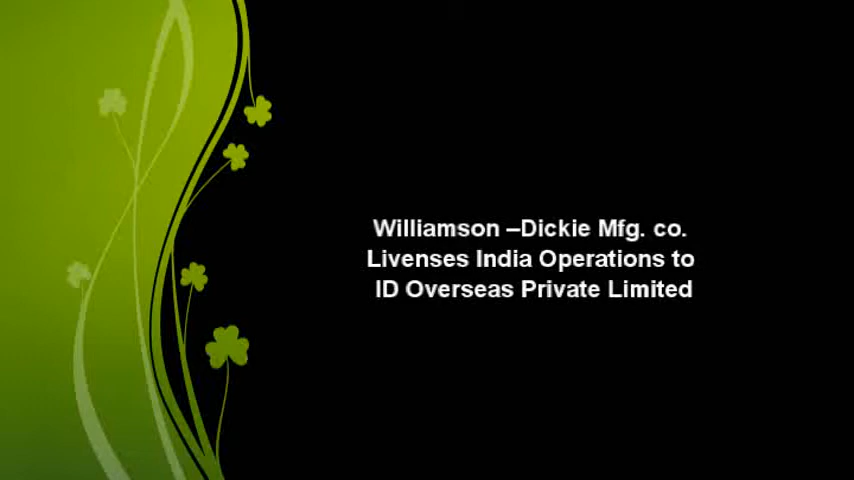 Williamson –Dickie Mfg. co.
Livenses India Operations to
ID Overseas Private Limited